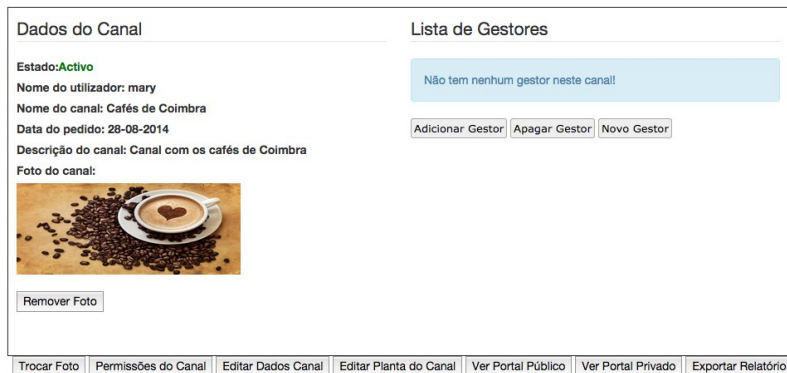 Dados do Canal
Estado:Activo
Nome do utilizador: mary
Nome do canal: Cafés de Coimbra
Data do pedido: 28-08-2014
Descrição do canal: Canal com os cafés de Coimbra
Foto do canal:
Remover Foto
Lista de Gestores
Não tem nenhum gestor neste canal!
Adicionar Gestor Apagar Gestor Novo Gestor
Trocar Foto Permissões do Canal Editar Dados Canal Editar Planta do Canal Ver Portal Público Ver Portal Privado Exportar Relatório